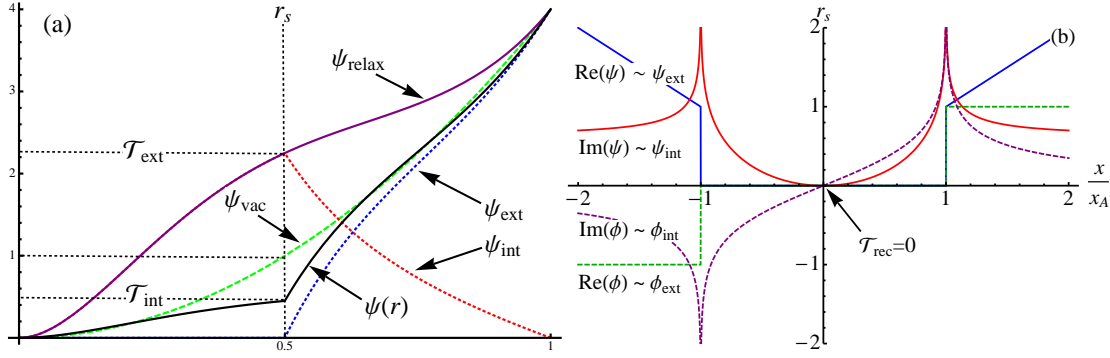 (a)
r_s
4
3
2
1
0.5
1
ψ_relax
𝒯_ext
ψ_vac
𝒯_int
ψ(r)
ψ_ext
ψ_int
r_s
(b)
2
1
−1
−2
−2
−1
1
2
x
x_A
Re(ψ) ~ ψ_ext
Im(ψ) ~ ψ_int
Im(ϕ) ~ ϕ_int
Re(ϕ) ~ ϕ_ext
𝒯_rec=0